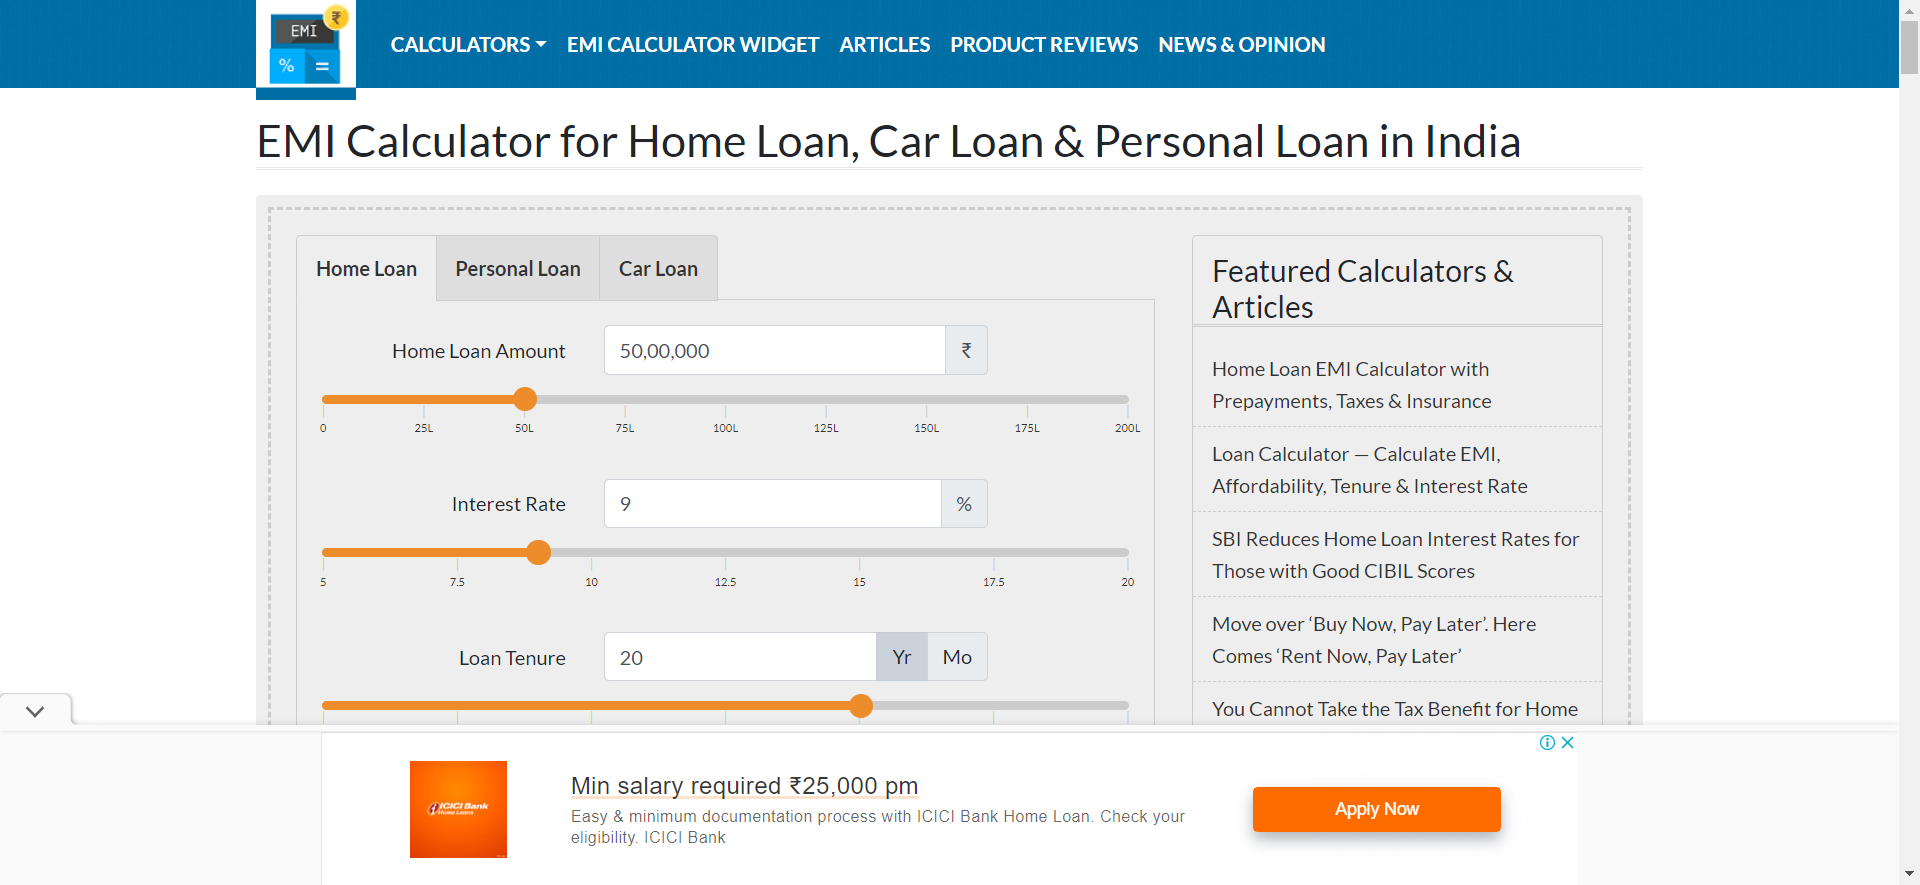 EMI
₹
%
=
CALCULATORS
EMI CALCULATOR WIDGET
ARTICLES
PRODUCT REVIEWS
NEWS & OPINION
EMI Calculator for Home Loan, Car Loan & Personal Loan in India
Home Loan
Personal Loan
Car Loan
Home Loan Amount
50,00,000
₹
0
25L
50L
75L
100L
125L
150L
175L
200L
Interest Rate
9
%
5
7.5
10
12.5
15
17.5
20
Loan Tenure
20
Yr
Mo
Featured Calculators &
Articles
Home Loan EMI Calculator with
Prepayments, Taxes & Insurance
Loan Calculator — Calculate EMI,
Affordability, Tenure & Interest Rate
SBI Reduces Home Loan Interest Rates for
Those with Good CIBIL Scores
Move over ‘Buy Now, Pay Later’. Here
Comes ‘Rent Now, Pay Later’
You Cannot Take the Tax Benefit for Home
ICICI Bank
Home Loans
Min salary required ₹25,000 pm
Easy & minimum documentation process with ICICI Bank Home Loan. Check your
eligibility. ICICI Bank
Apply Now